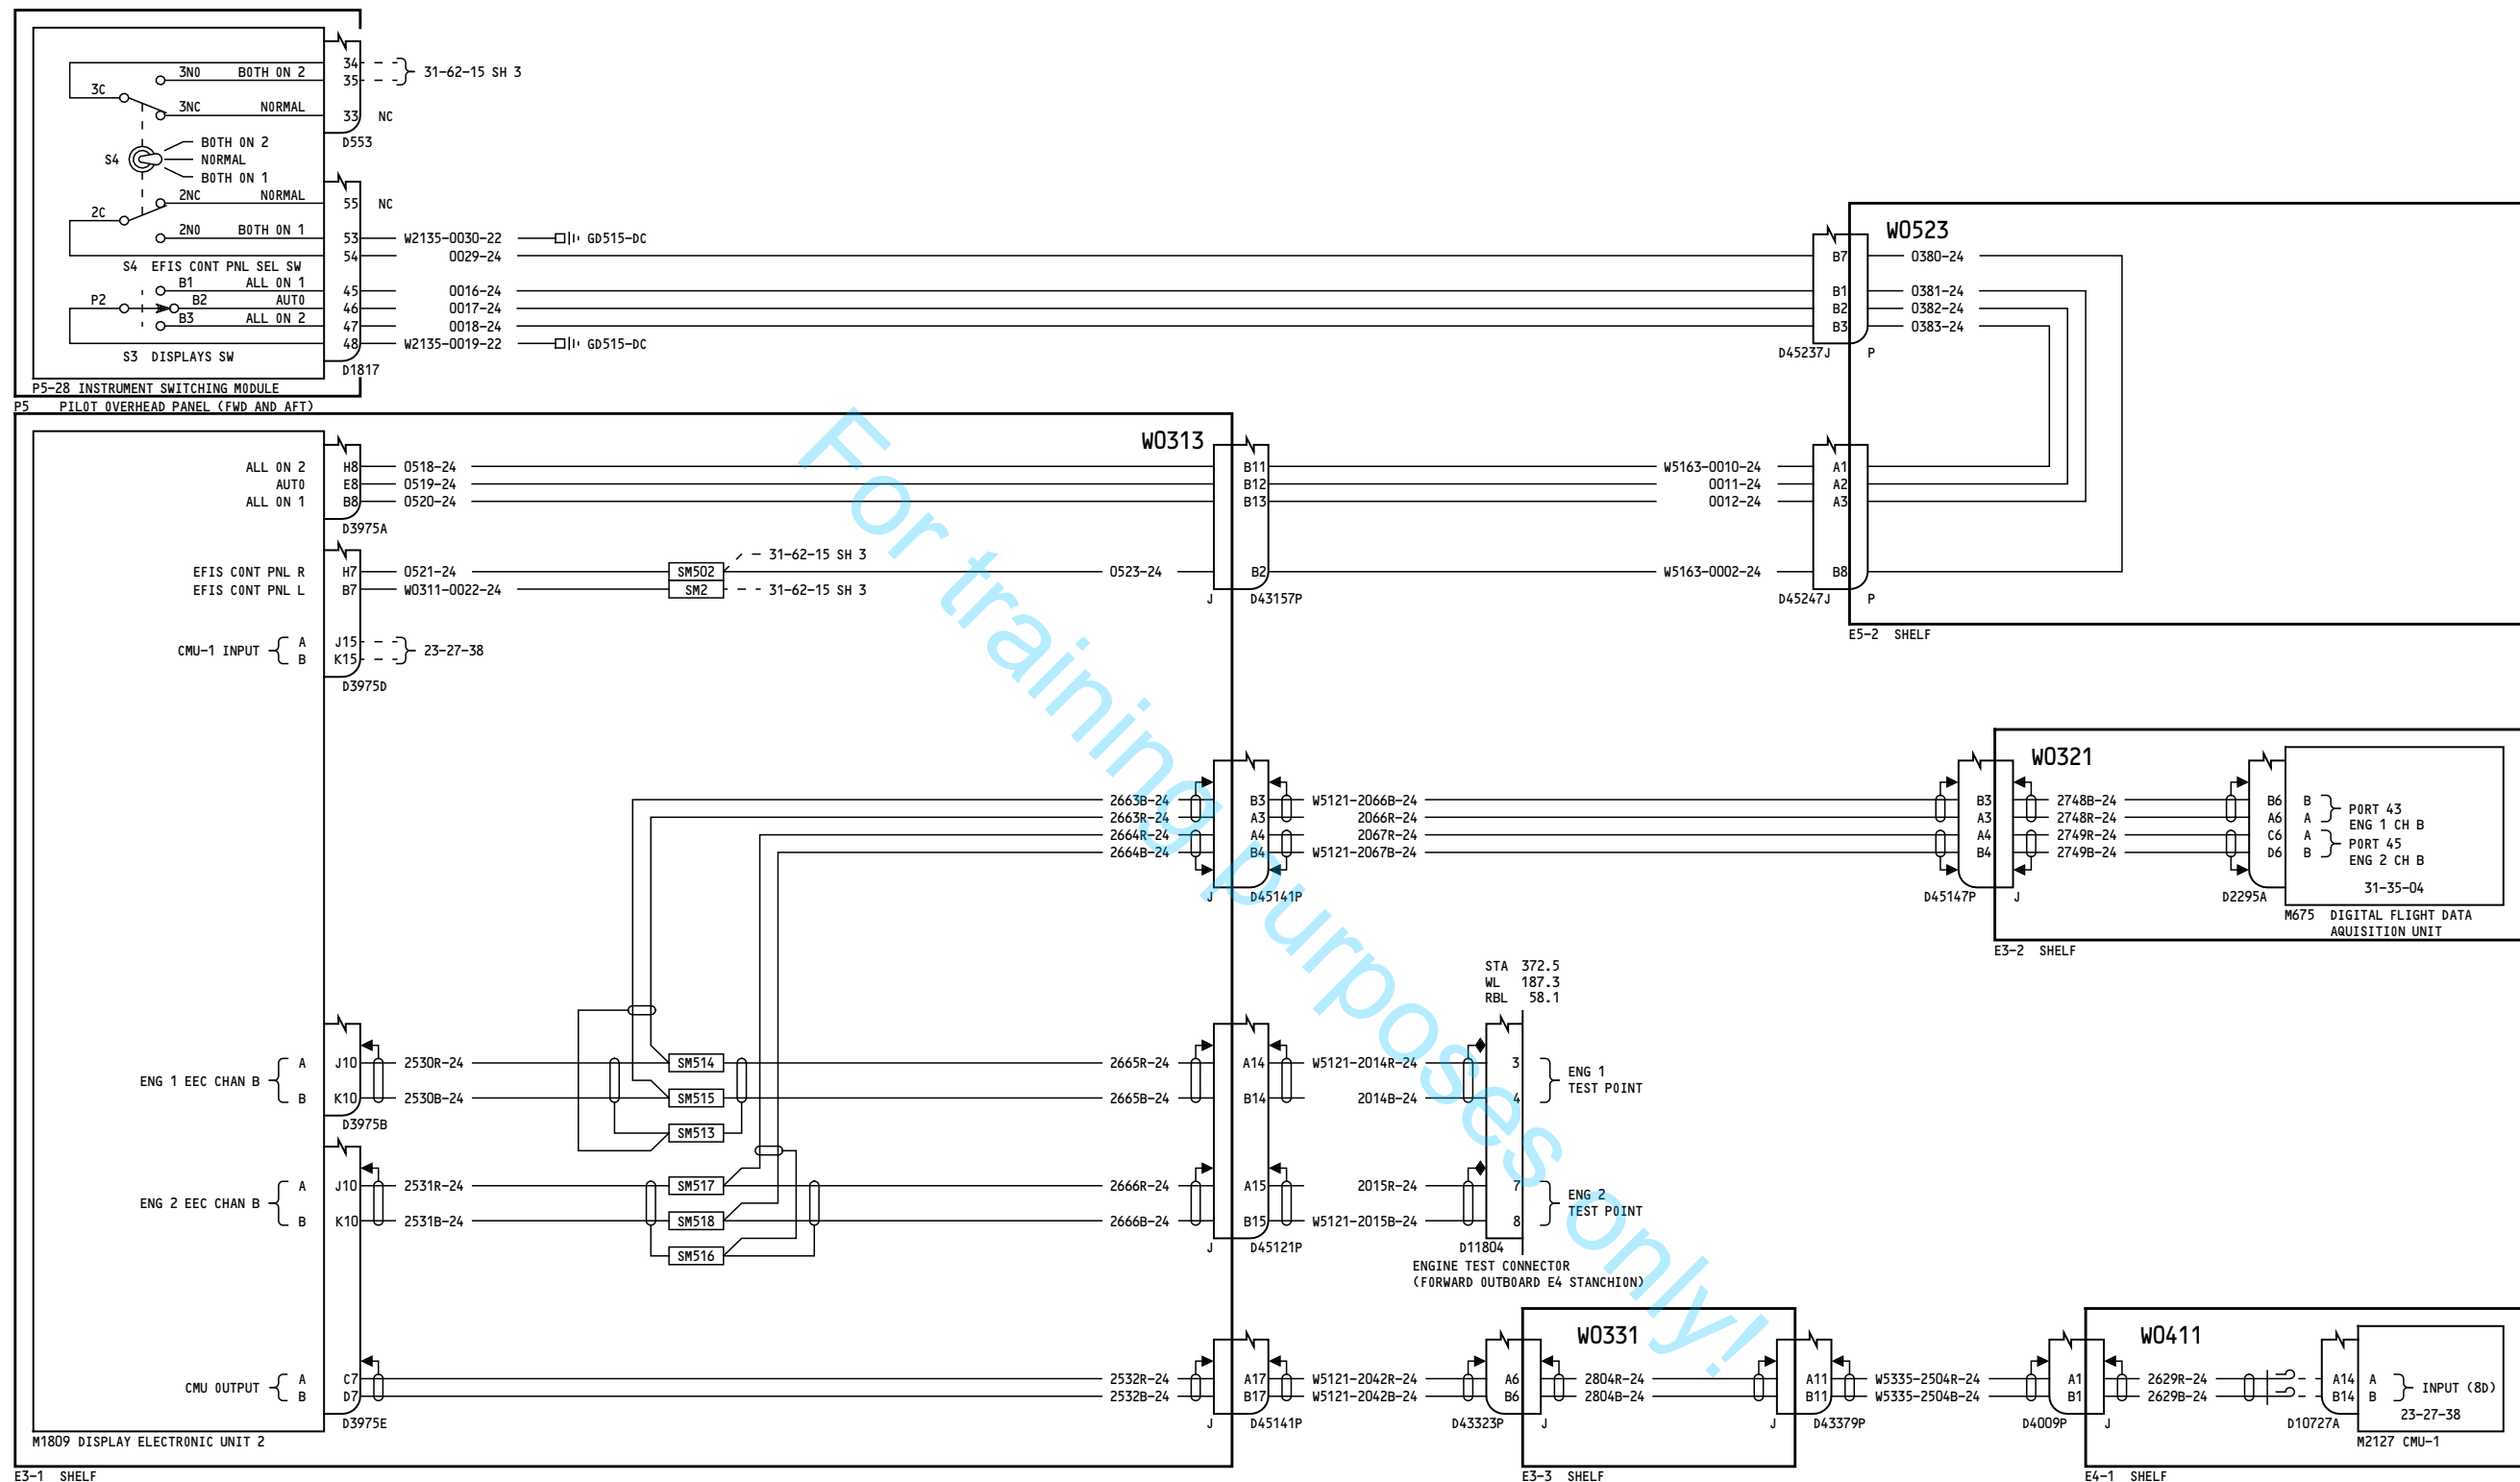 34
3N0 BOTH ON 2 35 31-62-15 SH 3
3C
3NC NORMAL 33 NC
D553
BOTH ON 2
S4 NORMAL
BOTH ON 1
2NC NORMAL 55 NC
2C
2N0 BOTH ON 1 53 W2135-0030-22 GD515-DC
54 0029-24 B7 0380-24
W0523
S4 EFIS CONT PNL SEL SW
B1 ALL ON 1 45 0016-24 B1 0381-24
P2 B2 AUTO 46 0017-24 B2 0382-24
B3 ALL ON 2 47 0018-24 B3 0383-24
48 W2135-0019-22 GD515-DC
D45237J P
S3 DISPLAYS SW
D1817
P5-28 INSTRUMENT SWITCHING MODULE
P5 PILOT OVERHEAD PANEL (FWD AND AFT)
W0313
ALL ON 2 H8 0518-24 B11 W5163-0010-24 A1
AUTO E8 0519-24 B12 0011-24 A2
ALL ON 1 B8 0520-24 B13 0012-24 A3
D3975A
31-62-15 SH 3
EFIS CONT PNL R H7 0521-24 SM502 0523-24 B2 W5163-0002-24 B8
EFIS CONT PNL L B7 W0311-0022-24 SM2 31-62-15 SH 3
J D43157P D45247J P
E5-2 SHELF
CMU-1 INPUT A J15 23-27-38
B K15
D3975D
W0321
2663B-24 B3 W5121-2066B-24 B3 2748B-24 B6 B PORT 43
2663R-24 A3 2066R-24 A3 2748R-24 A6 A ENG 1 CH B
2664R-24 A4 2067R-24 A4 2749R-24 C6 A PORT 45
2664B-24 B4 W5121-2067B-24 B4 2749B-24 D6 B ENG 2 CH B
31-35-04
J D45141P D45147P J D2295A
M675 DIGITAL FLIGHT DATA
AQUISITION UNIT
E3-2 SHELF
STA 372.5
WL 187.3
RBL 58.1
ENG 1 EEC CHAN B A J10 2530R-24 SM514 2665R-24 A14 W5121-2014R-24 3 ENG 1
TEST POINT
B K10 2530B-24 SM515 2665B-24 B14 2014B-24 4
D3975B
SM513
ENG 2 EEC CHAN B A J10 2531R-24 SM517 2666R-24 A15 2015R-24 7 ENG 2
TEST POINT
B K10 2531B-24 SM518 2666B-24 B15 W5121-2015B-24 8
SM516
J D45121P D11804
ENGINE TEST CONNECTOR
(FORWARD OUTBOARD E4 STANCHION)
W0331 W0411
CMU OUTPUT A C7 2532R-24 A17 W5121-2042R-24 A6 2804R-24 A11 W5335-2504R-24 A1 2629R-24 A14 A INPUT (8D)
B D7 2532B-24 B17 W5121-2042B-24 B6 2804B-24 B11 W5335-2504B-24 B1 2629B-24 B14 B
23-27-38
D3975E J D45141P D43323P J J D43379P D4009P J D10727A
M1809 DISPLAY ELECTRONIC UNIT 2
M2127 CMU-1
E3-1 SHELF E3-3 SHELF E4-1 SHELF
For training purposes only!